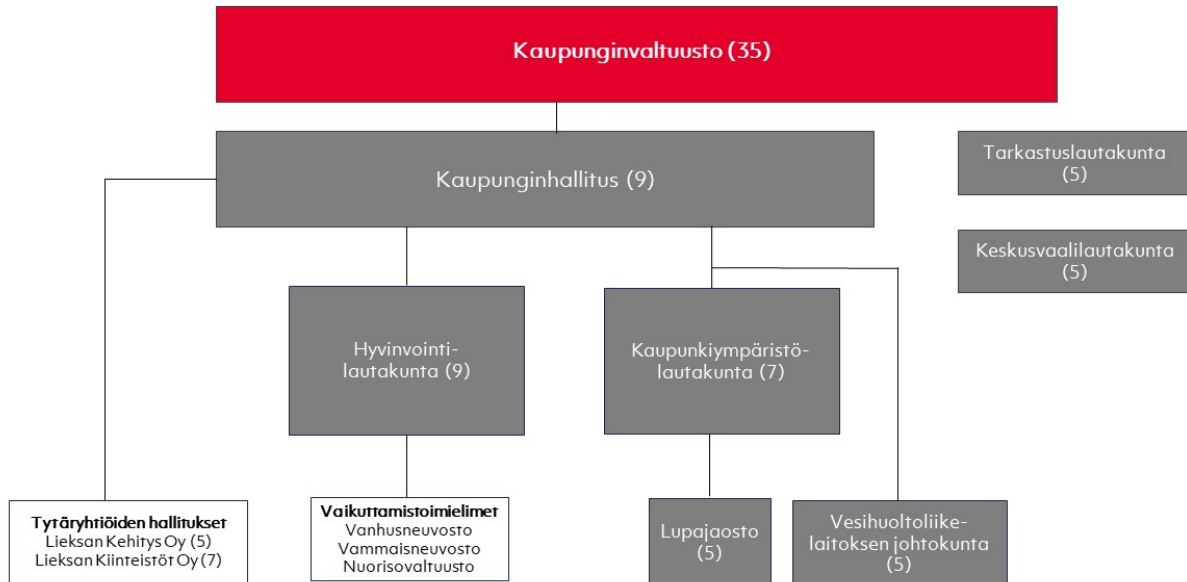 Kaupunginvaltuusto (35)
Kaupunginhallitus (9)
Tarkastuslautakunta
(5)
Keskusvaalilautakunta
(5)
Hyvinvointi-
lautakunta (9)
Kaupunkiympäristö-
lautakunta (7)
Tytäryhtiöiden hallitukset
Lieksan Kehitys Oy (5)
Lieksan Kiinteistöt Oy (7)
Vaikuttamistoimielimet
Vanhusneuvosto
Vammaisneuvosto
Nuorisovaltuusto
Lupajaosto
(5)
Vesihuoltoliike-
laitoksen johtokunta
(5)